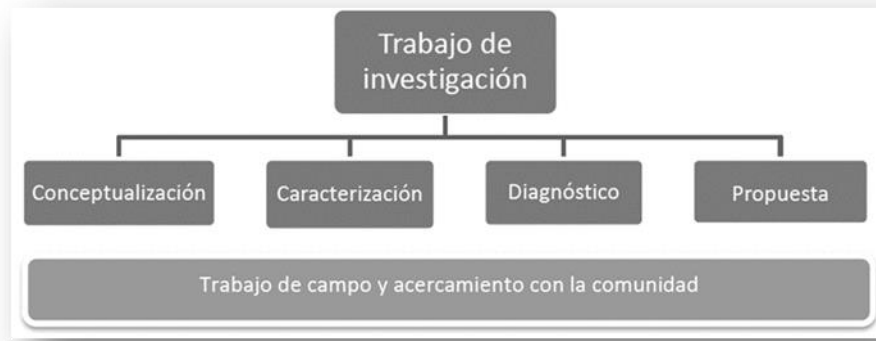 Trabajo de
investigación
Conceptualización
Caracterización
Diagnóstico
Propuesta
Trabajo de campo y acercamiento con la comunidad